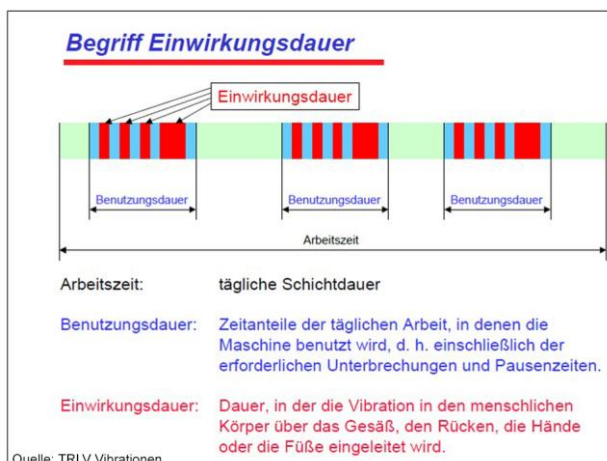 Begriff Einwirkungsdauer
Einwirkungsdauer
Benutzungsdauer Benutzungsdauer Benutzungsdauer
Arbeitszeit
Arbeitszeit: tägliche Schichtdauer
Benutzungsdauer: Zeitanteile der täglichen Arbeit, in denen die
Maschine benutzt wird, d. h. einschließlich der
erforderlichen Unterbrechungen und Pausenzeiten.
Einwirkungsdauer: Dauer, in der die Vibration in den menschlichen
Körper über das Gesäß, den Rücken, die Hände
oder die Füße eingeleitet wird.
Quelle: TRLV Vibrationen